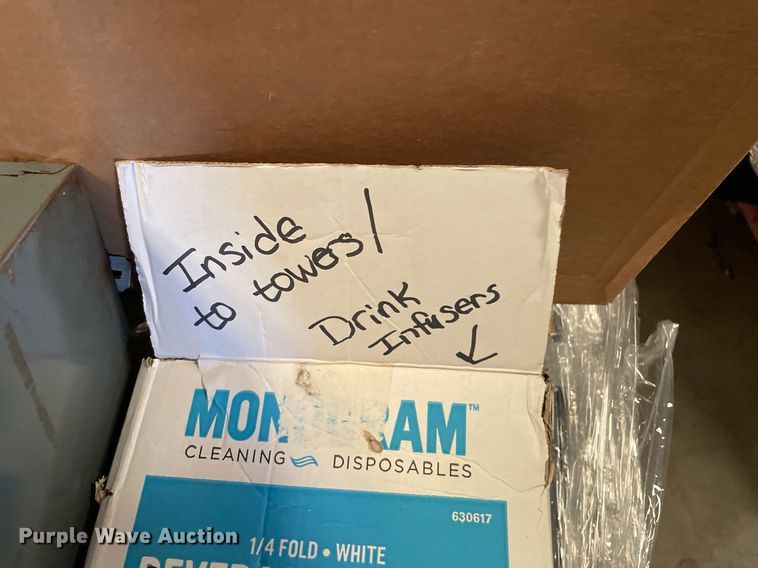 Inside
to towers/
Drink
Infusers
CLEANING DISPOSABLES
630617
1/4 FOLD • WHITE
Purple Wave Auction